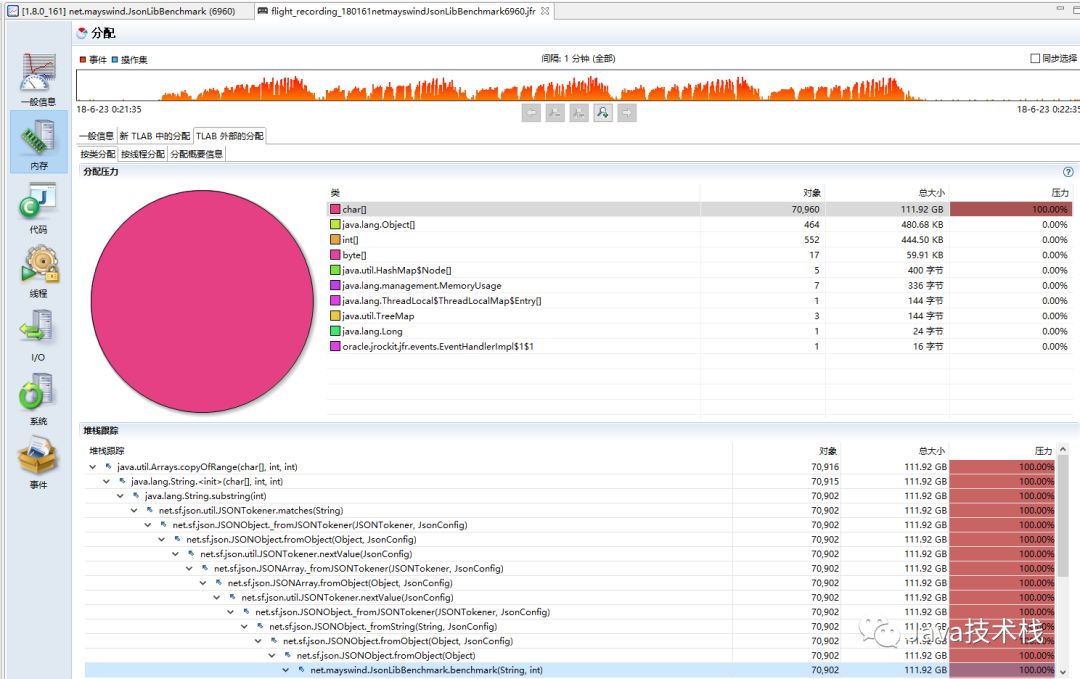 [1.8.0_161] net.mayswind.JsonLibBenchmark (6960) flight_recording_180161netmayswindJsonLibBenchmark6960.jfr
分配
事件 操作集 间隔: 1 分钟 (全部) 同步选择
18-6-23 0:21:35 18-6-23 0:22:35
一般信息
内存
代码
线程
I/O
系统
事件
一般信息 新 TLAB 中的分配 TLAB 外部的分配
按类分配 按线程分配 分配概要信息
分配压力
类 对象 总大小 压力
char[] 70,960 111.92 GB 100.00%
java.lang.Object[] 464 480.68 KB 0.00%
int[] 552 444.50 KB 0.00%
byte[] 17 59.91 KB 0.00%
java.util.HashMap$Node[] 5 400 字节 0.00%
java.lang.management.MemoryUsage 7 336 字节 0.00%
java.lang.ThreadLocal$ThreadLocalMap$Entry[] 1 144 字节 0.00%
java.util.TreeMap 3 144 字节 0.00%
java.lang.Long 1 24 字节 0.00%
oracle.jrockit.jfr.events.EventHandlerImpl$1$1 1 16 字节 0.00%
堆栈跟踪
堆栈跟踪 对象 总大小 压力
java.util.Arrays.copyOfRange(char[], int, int) 70,916 111.92 GB 100.00%
java.lang.String.<init>(char[], int, int) 70,915 111.92 GB 100.00%
java.lang.String.substring(int) 70,902 111.92 GB 100.00%
net.sf.json.util.JSONTokener.matches(String) 70,902 111.92 GB 100.00%
net.sf.json.JSONObject._fromJSONTokener(JSONTokener, JsonConfig) 70,902 111.92 GB 100.00%
net.sf.json.JSONObject.fromObject(Object, JsonConfig) 70,902 111.92 GB 100.00%
net.sf.json.util.JSONTokener.nextValue(JsonConfig) 70,902 111.92 GB 100.00%
net.sf.json.JSONArray._fromJSONTokener(JSONTokener, JsonConfig) 70,902 111.92 GB 100.00%
net.sf.json.JSONArray.fromObject(Object, JsonConfig) 70,902 111.92 GB 100.00%
net.sf.json.util.JSONTokener.nextValue(JsonConfig) 70,902 111.92 GB 100.00%
net.sf.json.JSONObject._fromJSONTokener(JSONTokener, JsonConfig) 70,902 111.92 GB 100.00%
net.sf.json.JSONObject._fromString(String, JsonConfig) 70,902 111.92 GB 100.00%
net.sf.json.JSONObject.fromObject(Object, JsonConfig) 70,902 111.92 GB 100.00%
net.sf.json.JSONObject.fromObject(Object) 70,902 111.92 GB 100.00%
net.mayswind.JsonLibBenchmark.benchmark(String, int) 70,902 111.92 GB 100.00%
Java技术栈